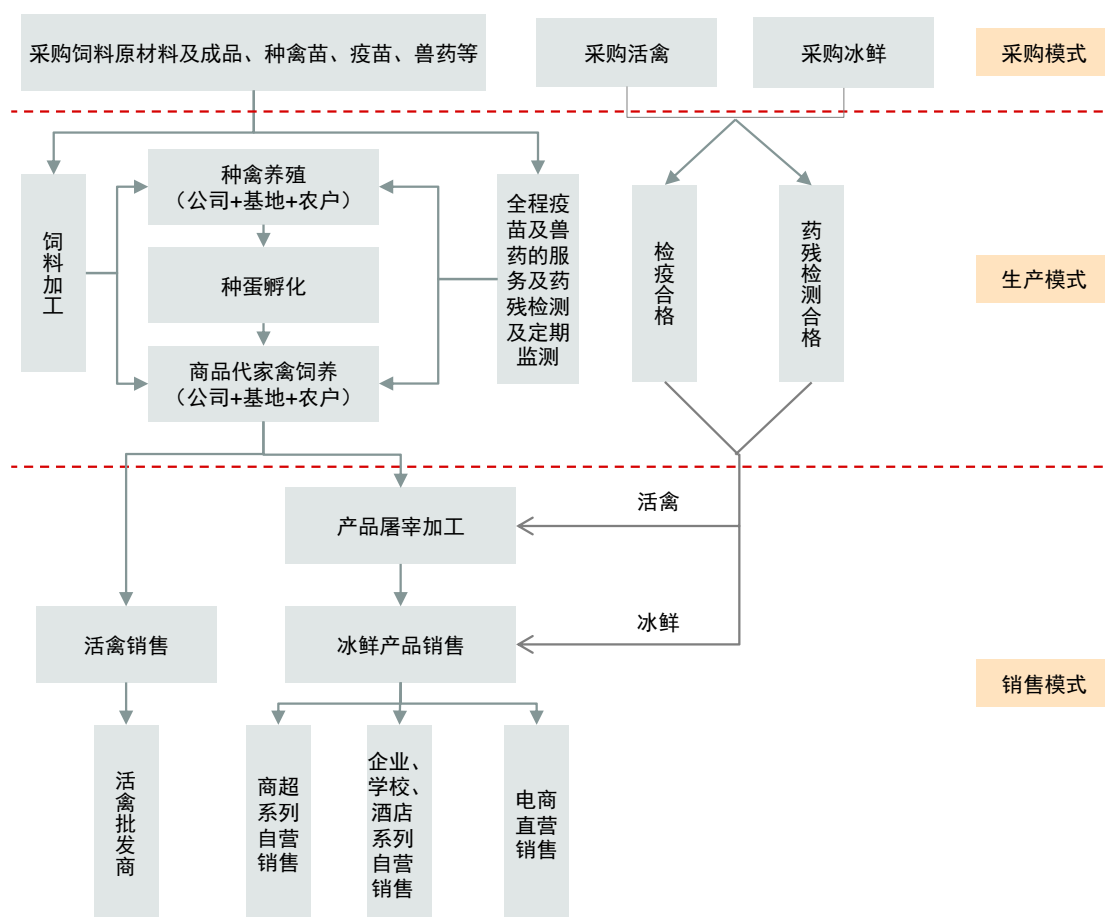 采购饲料原材料及成品、种禽苗、疫苗、兽药等
采购活禽
采购冰鲜
采购模式
种禽养殖
（公司+基地+农户）
饲料加工
种蛋孵化
商品代家禽饲养
（公司+基地+农户）
全程疫
苗及兽
药的服
务及药
残检测
及定期
监测
检疫合格
药残检测合格
生产模式
产品屠宰加工
活禽
活禽销售
冰鲜产品销售
冰鲜
销售模式
活禽批发商
商超
系列
自营
销售
企业、
学校、
酒店
系列
自营
销售
电商
直营
销售